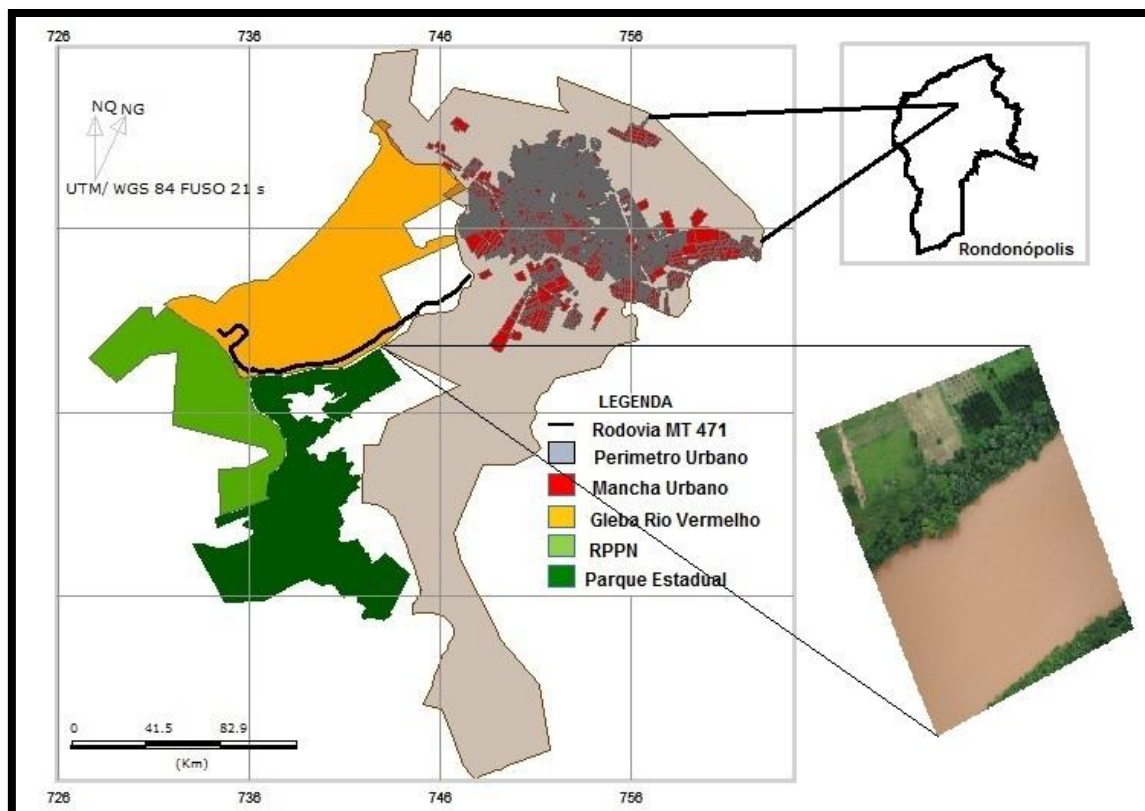 726 736 746 756
NQ NG
UTM/ WGS 84 FUSO 21 s
Rondonópolis
LEGENDA
Rodovia MT 471
Perimetro Urbano
Mancha Urbano
Gleba Rio Vermelho
RPPN
Parque Estadual
0 41.5 82.9
(Km)
726 736 746 756